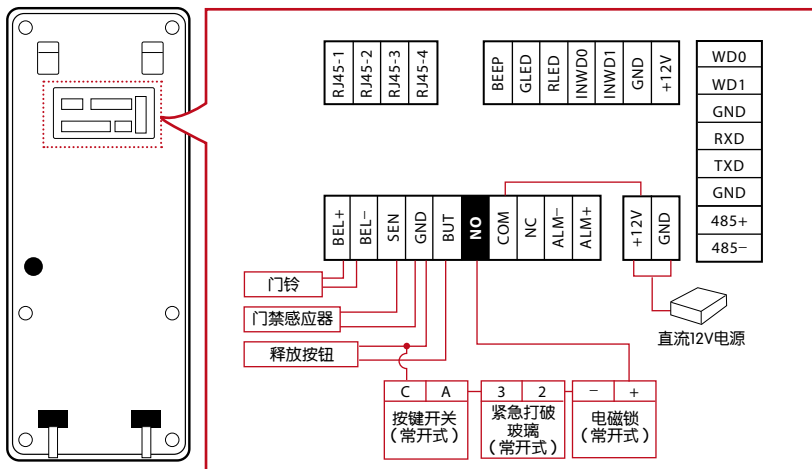 RJ45-1
RJ45-2
RJ45-3
RJ45-4
BEEP
GLED
RLED
INWD0
INWD1
GND
+12V
WD0
WD1
GND
RXD
TXD
GND
485+
485−
BEL+
BEL−
SEN
GND
BUT
NO
COM
NC
ALM−
ALM+
+12V
GND
门铃
门禁感应器
释放按钮
直流12V电源
C
A
按键开关
（常开式）
3
2
紧急打破
玻璃
（常开式）
−
+
电磁锁
（常开式）